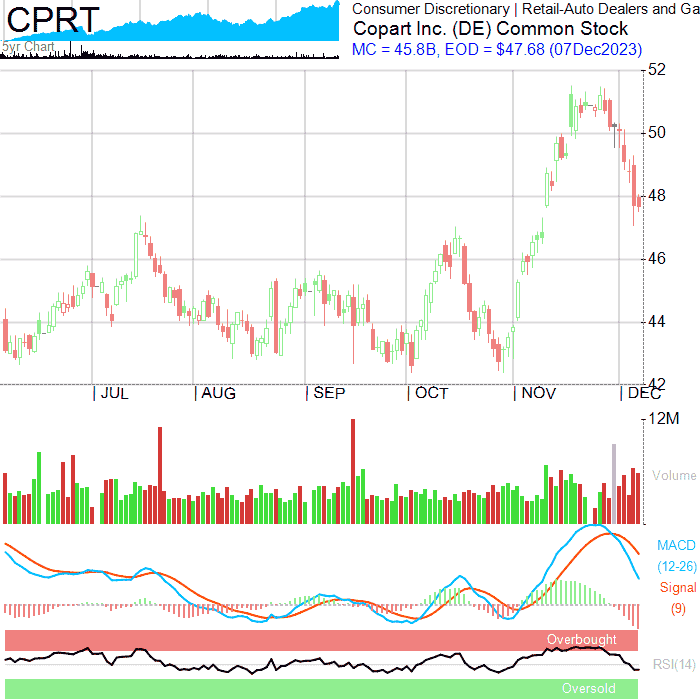 CPRT
5yr Chart
Consumer Discretionary | Retail-Auto Dealers and Ga
Copart Inc. (DE) Common Stock
MC = 45.8B, EOD = $47.68 (07Dec2023)
52
50
48
46
44
42
JUL AUG SEP OCT NOV DEC
12M
Volume
MACD
(12-26)
Signal
(9)
Overbought
RSI(14)
Oversold